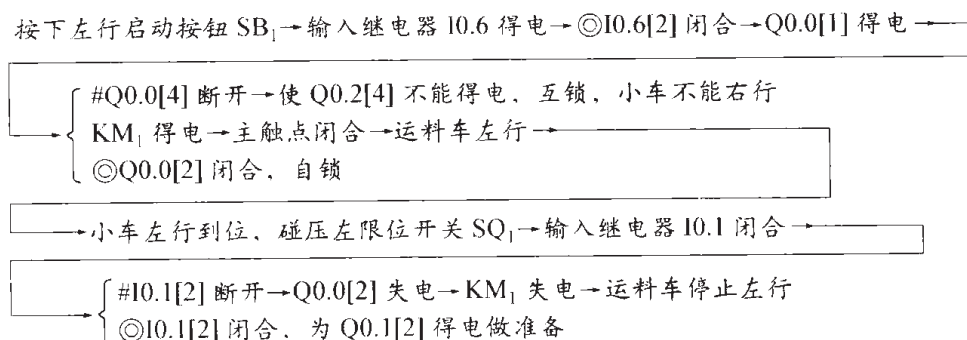 按下左行启动按钮 SB₁→输入继电器 I0.6 得电→◎I0.6[2] 闭合→Q0.0[1] 得电
#Q0.0[4] 断开→使 Q0.2[4] 不能得电，互锁，小车不能右行
KM₁ 得电→主触点闭合→运料车左行→
◎Q0.0[2] 闭合，自锁
→小车左行到位，碰压左限位开关 SQ₁→输入继电器 I0.1 闭合→
#I0.1[2] 断开→Q0.0[2] 失电→KM₁ 失电→运料车停止左行
◎I0.1[2] 闭合，为 Q0.1[2] 得电做准备